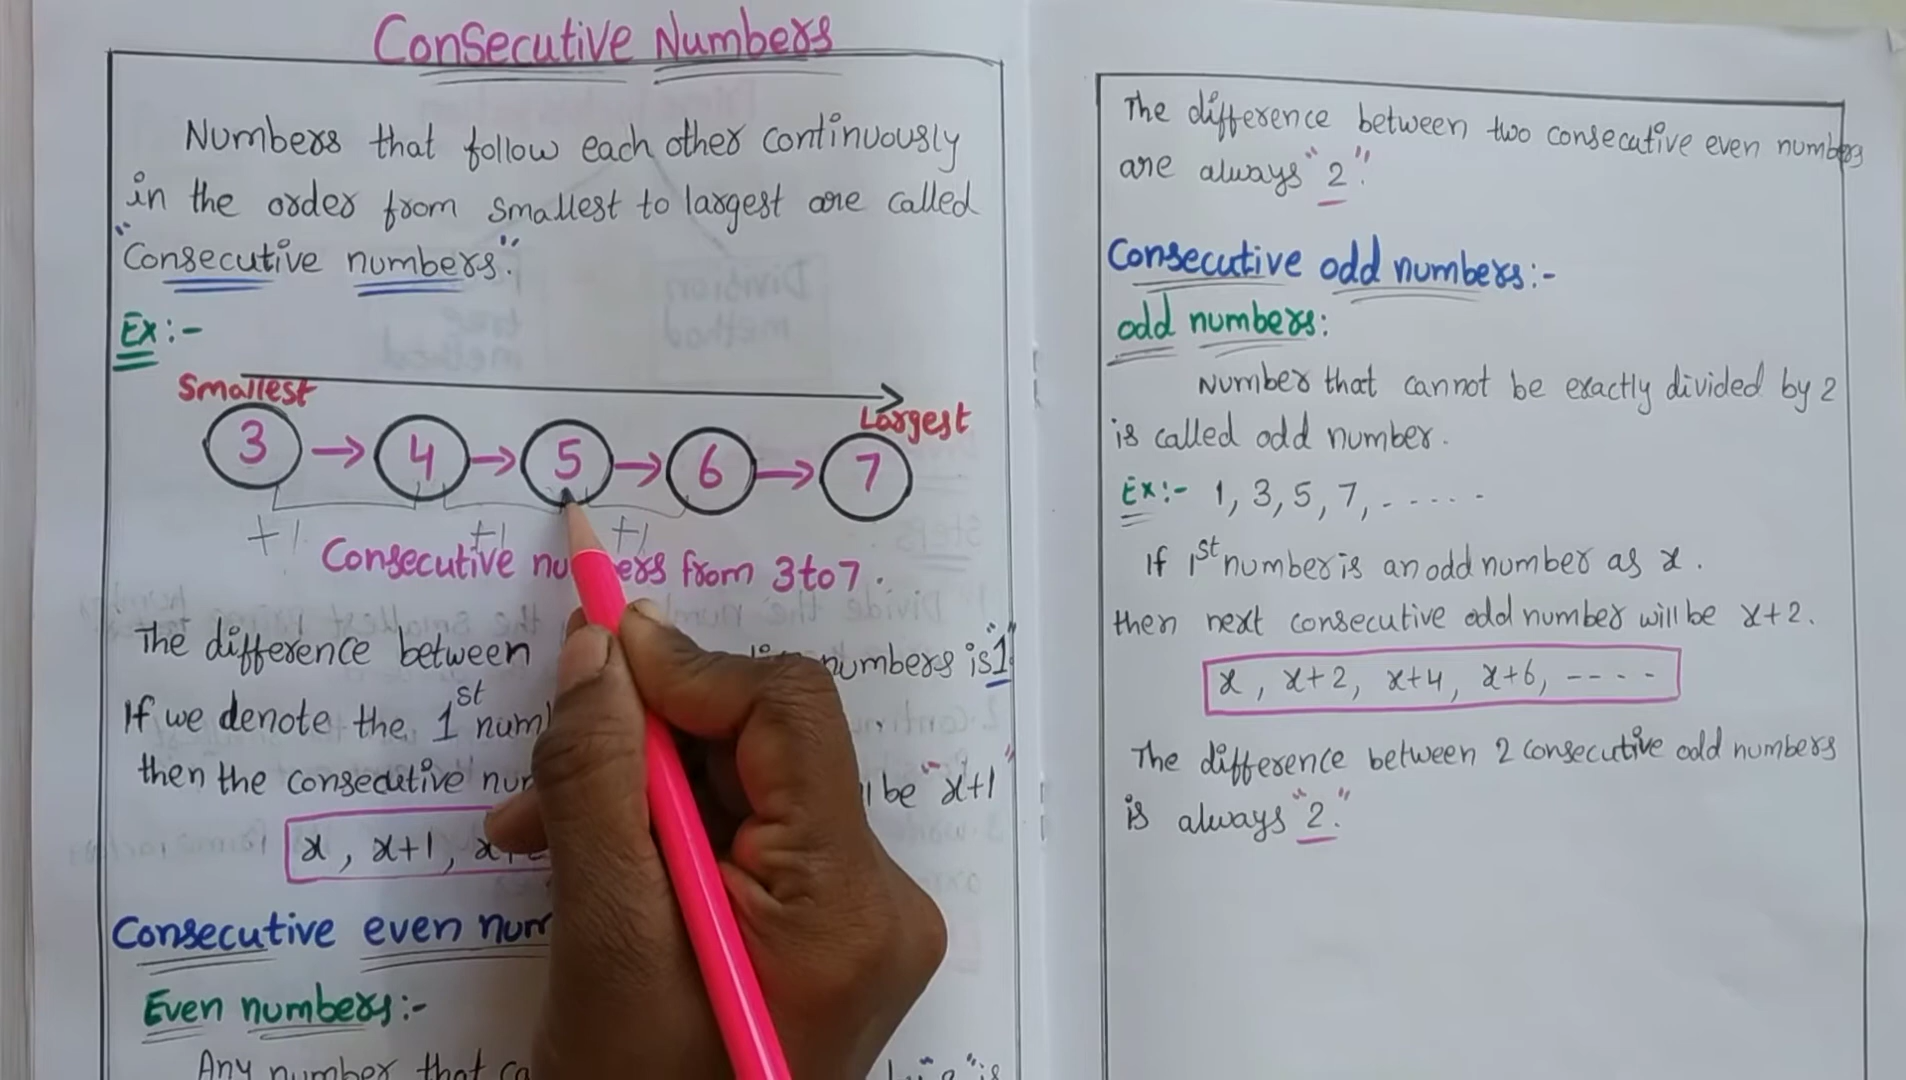 Consecutive Numbers
Numbers that follow each other continuously
in the order from smallest to largest are called
"Consecutive numbers".
Ex:-
Smallest
Largest
3 → 4 → 5 → 6 → 7
+1 +1 +1
Consecutive from 3 to 7.
The difference between numbers is "1"
If we denote the 1st
then the consecutive be "x+1"
x, x+1,
Consecutive even
Even numbers:-
Any number that is
The difference between two consecutive even numbers
are always "2".
Consecutive odd numbers:-
odd numbers:
Number that cannot be exactly divided by 2
is called odd number.
Ex:- 1, 3, 5, 7, - - - - -
If 1st number is an odd number as x.
then next consecutive odd number will be x+2.
x, x+2, x+4, x+6, - - - -
The difference between 2 consecutive odd numbers
is always "2."